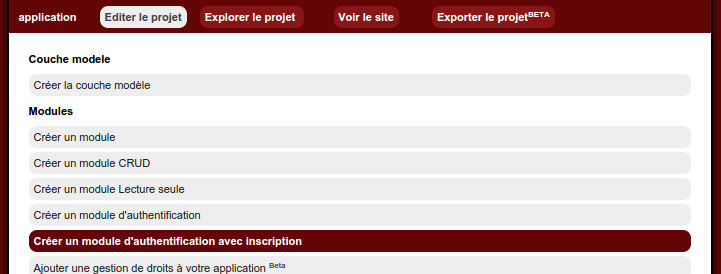 application Editer le projet Explorer le projet Voir le site Exporter le projetBETA
Couche modele
Créer la couche modèle
Modules
Créer un module
Créer un module CRUD
Créer un module Lecture seule
Créer un module d'authentification
Créer un module d'authentification avec inscription
Ajouter une gestion de droits à votre application Beta